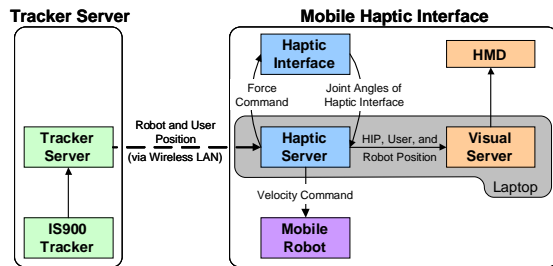 Tracker Server
Mobile Haptic Interface
Haptic
Interface
HMD
Force
Command
Joint Angles of
Haptic Interface
Robot and User
Position
(via Wireless LAN)
Tracker
Server
Haptic
Server
HIP, User, and
Robot Position
Visual
Server
Laptop
Velocity Command
IS900
Tracker
Mobile
Robot